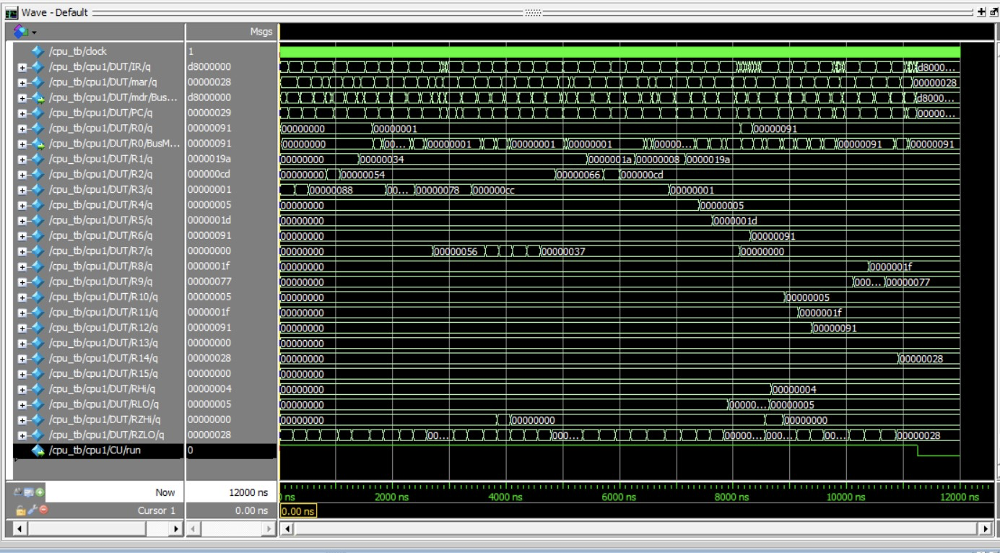 Wave - Default
Msgs
/cpu_tb/clock 1
/cpu_tb/cpu1/DUT/IR/q d8000000 d8000...
/cpu_tb/cpu1/DUT/mar/q 00000028 00000028
/cpu_tb/cpu1/DUT/mdr/Bus... d8000000 d8000...
/cpu_tb/cpu1/DUT/PC/q 00000029 00000...
/cpu_tb/cpu1/DUT/R0/q 00000091 00000000 00000001 00000091
/cpu_tb/cpu1/DUT/R0/BusM... 00000091 00000000 00... 00000001 00000001 00000001 00000... 00000091 00000091
/cpu_tb/cpu1/DUT/R1/q 0000019a 00000000 00000034 0000001a 00000008 0000019a
/cpu_tb/cpu1/DUT/R2/q 000000cd 00000000 00000054 00000066 000000cd
/cpu_tb/cpu1/DUT/R3/q 00000001 00000000 00000088 00... 00000078 000000cc 00000001
/cpu_tb/cpu1/DUT/R4/q 00000005 00000000 00000005
/cpu_tb/cpu1/DUT/R5/q 0000001d 00000000 0000001d
/cpu_tb/cpu1/DUT/R6/q 00000091 00000000 00000091
/cpu_tb/cpu1/DUT/R7/q 00000000 00000000 00000056 00000037 00000000
/cpu_tb/cpu1/DUT/R8/q 0000001f 00000000 0000001f
/cpu_tb/cpu1/DUT/R9/q 00000077 00000000 000... 00000077
/cpu_tb/cpu1/DUT/R10/q 00000005 00000000 00000005
/cpu_tb/cpu1/DUT/R11/q 0000001f 00000000 0000001f
/cpu_tb/cpu1/DUT/R12/q 00000091 00000000 00000091
/cpu_tb/cpu1/DUT/R13/q 00000000 00000000
/cpu_tb/cpu1/DUT/R14/q 00000028 00000000 00000028
/cpu_tb/cpu1/DUT/R15/q 00000000 00000000
/cpu_tb/cpu1/DUT/RHi/q 00000004 00000000 00000004
/cpu_tb/cpu1/DUT/RLO/q 00000005 00000000 00000... 00000005
/cpu_tb/cpu1/DUT/RZHi/q 00000000 00000000 00000000 00000000
/cpu_tb/cpu1/DUT/RZLO/q 00000028 00... 000... 00000... 000... 00... 00000028
/cpu_tb/cpu1/CU/run 0
Now 12000 ns ns 2000 ns 4000 ns 6000 ns 8000 ns 10000 ns 12000 ns
Cursor 1 0.00 ns 0.00 ns